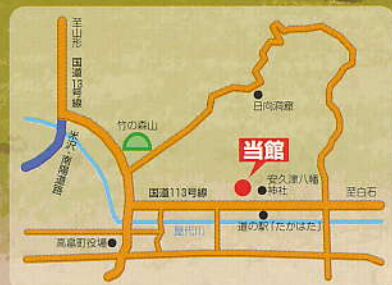 至山形
国道13号線
日向洞窟
竹の森山
米沢南陽道路
当館
安久津八幡
神社
国道113号線
至白石
道の駅「たかはた」
屋代川
高畠町役場